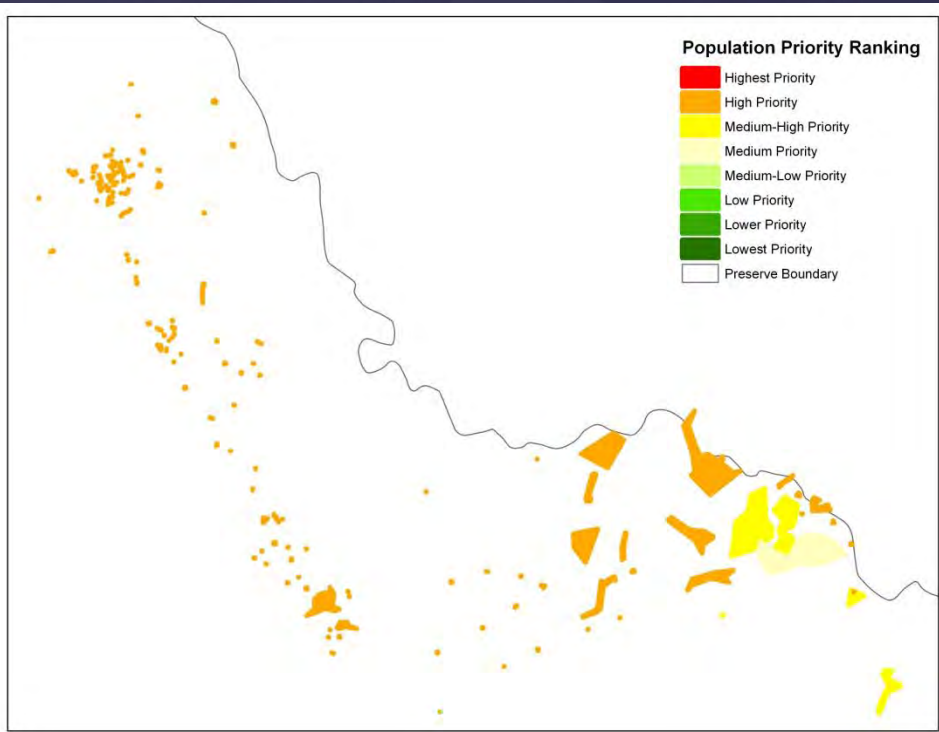 Population Priority Ranking
Highest Priority
High Priority
Medium-High Priority
Medium Priority
Medium-Low Priority
Low Priority
Lower Priority
Lowest Priority
Preserve Boundary